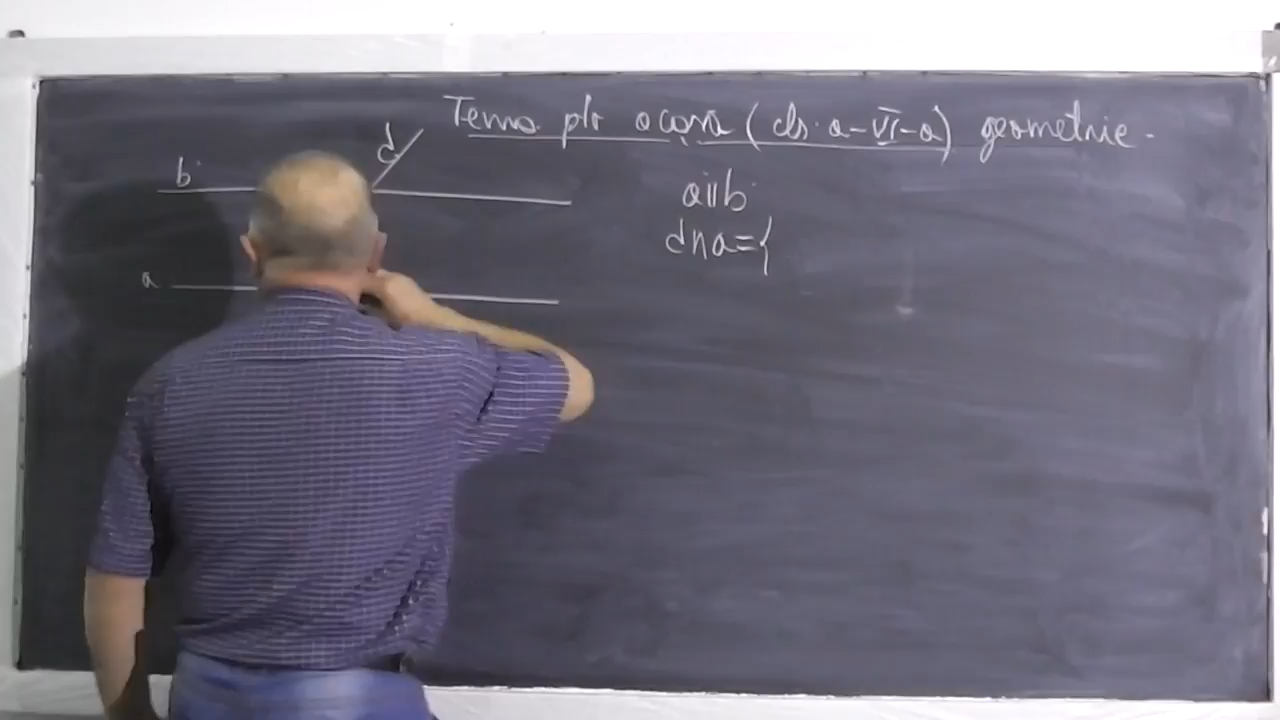 Tema ptr acasă (cls. a-VI-a) geometrie.
d
b
a∥b
d∩a={
a